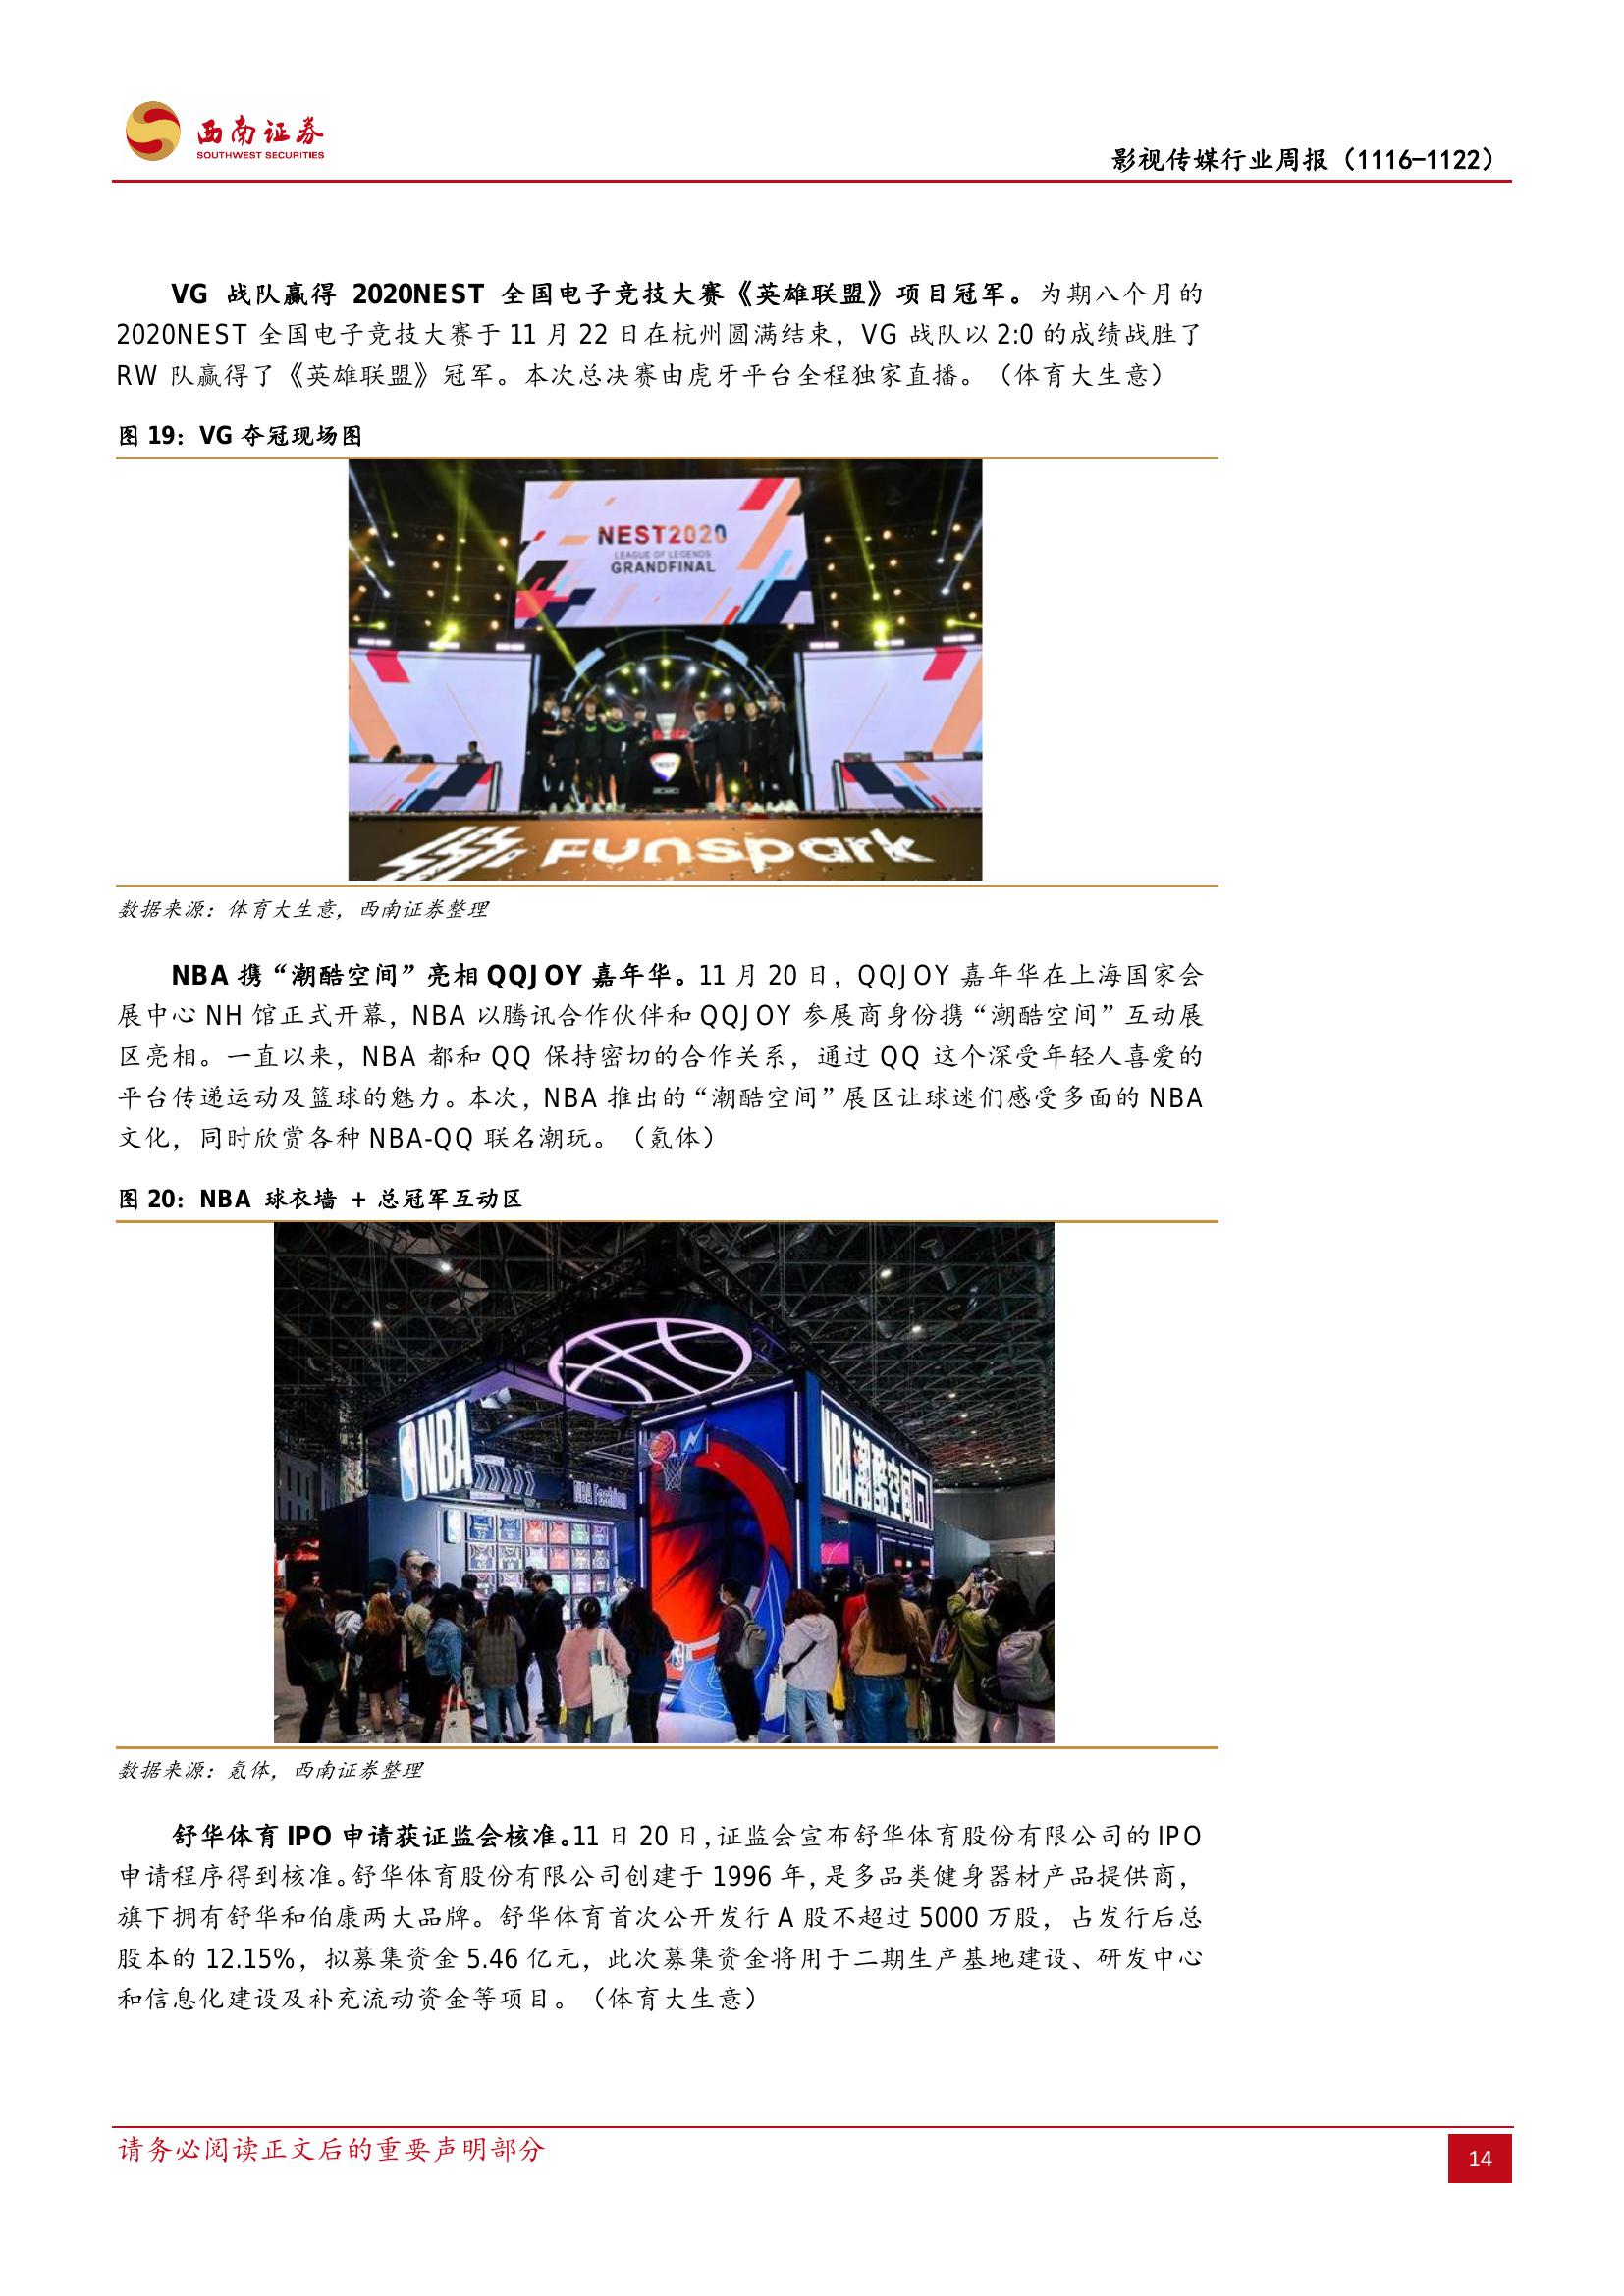 西南证券
SOUTHWEST SECURITIES
影视传媒行业周报（1116-1122）
VG 战队赢得 2020NEST 全国电子竞技大赛《英雄联盟》项目冠军。为期八个月的
2020NEST 全国电子竞技大赛于 11 月 22 日在杭州圆满结束，VG 战队以 2:0 的成绩战胜了
RW 队赢得了《英雄联盟》冠军。本次总决赛由虎牙平台全程独家直播。（体育大生意）
图 19：VG 夺冠现场图
NEST2020
LEAGUE OF LEGENDS
GRANDFINAL
Funspark
数据来源：体育大生意，西南证券整理
NBA 携“潮酷空间”亮相 QQJOY 嘉年华。11 月 20 日，QQJOY 嘉年华在上海国家会
展中心 NH 馆正式开幕，NBA 以腾讯合作伙伴和 QQJOY 参展商身份携“潮酷空间”互动展
区亮相。一直以来，NBA 都和 QQ 保持密切的合作关系，通过 QQ 这个深受年轻人喜爱的
平台传递运动及篮球的魅力。本次，NBA 推出的“潮酷空间”展区让球迷们感受多面的 NBA
文化，同时欣赏各种 NBA-QQ 联名潮玩。（氪体）
图 20：NBA 球衣墙 + 总冠军互动区
NBA
NBA Fashion
NBA潮酷空间
数据来源：氪体，西南证券整理
舒华体育 IPO 申请获证监会核准。11 日 20 日，证监会宣布舒华体育股份有限公司的 IPO
申请程序得到核准。舒华体育股份有限公司创建于 1996 年，是多品类健身器材产品提供商，
旗下拥有舒华和伯康两大品牌。舒华体育首次公开发行 A 股不超过 5000 万股，占发行后总
股本的 12.15%，拟募集资金 5.46 亿元，此次募集资金将用于二期生产基地建设、研发中心
和信息化建设及补充流动资金等项目。（体育大生意）
请务必阅读正文后的重要声明部分
14